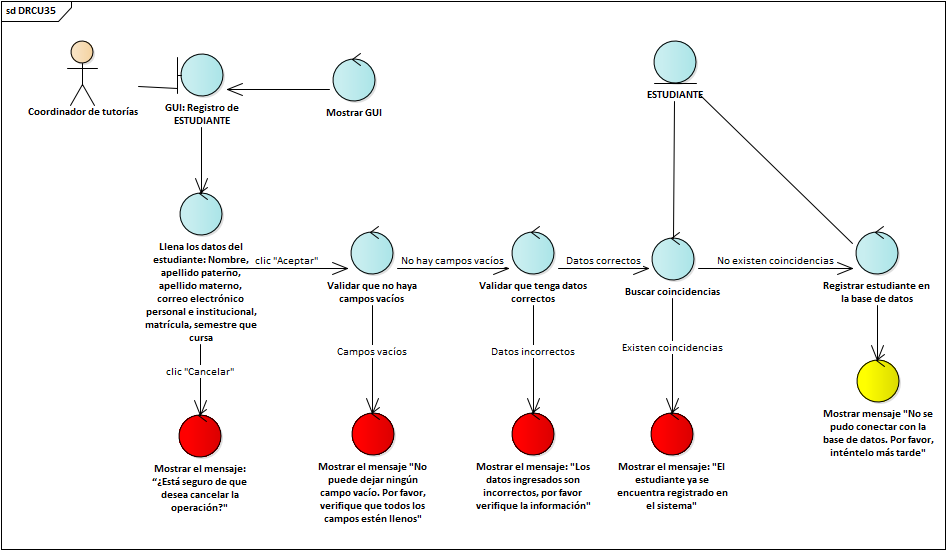 sd DRCU35
Coordinador de tutorías
GUI: Registro de
ESTUDIANTE
Mostrar GUI
ESTUDIANTE
Llena los datos del
estudiante: Nombre,
apellido paterno,
apellido materno,
correo electrónico
personal e institucional,
matrícula, semestre que
cursa
clic "Aceptar"
Validar que no haya
campos vacíos
No hay campos vacíos
Validar que tenga datos
correctos
Datos correctos
Buscar coincidencias
No existen coincidencias
Registrar estudiante en
la base de datos
clic "Cancelar"
Campos vacíos
Datos incorrectos
Existen coincidencias
Mostrar el mensaje:
“¿Está seguro de que
desea cancelar la
operación?"
Mostrar el mensaje "No
puede dejar ningún
campo vacío. Por favor,
verifique que todos los
campos estén llenos"
Mostrar el mensaje: "Los
datos ingresados son
incorrectos, por favor
verifique la información"
Mostrar el mensaje: "El
estudiante ya se
encuentra registrado en
el sistema"
Mostrar mensaje "No se
pudo conectar con la
base de datos. Por favor,
inténtelo más tarde"